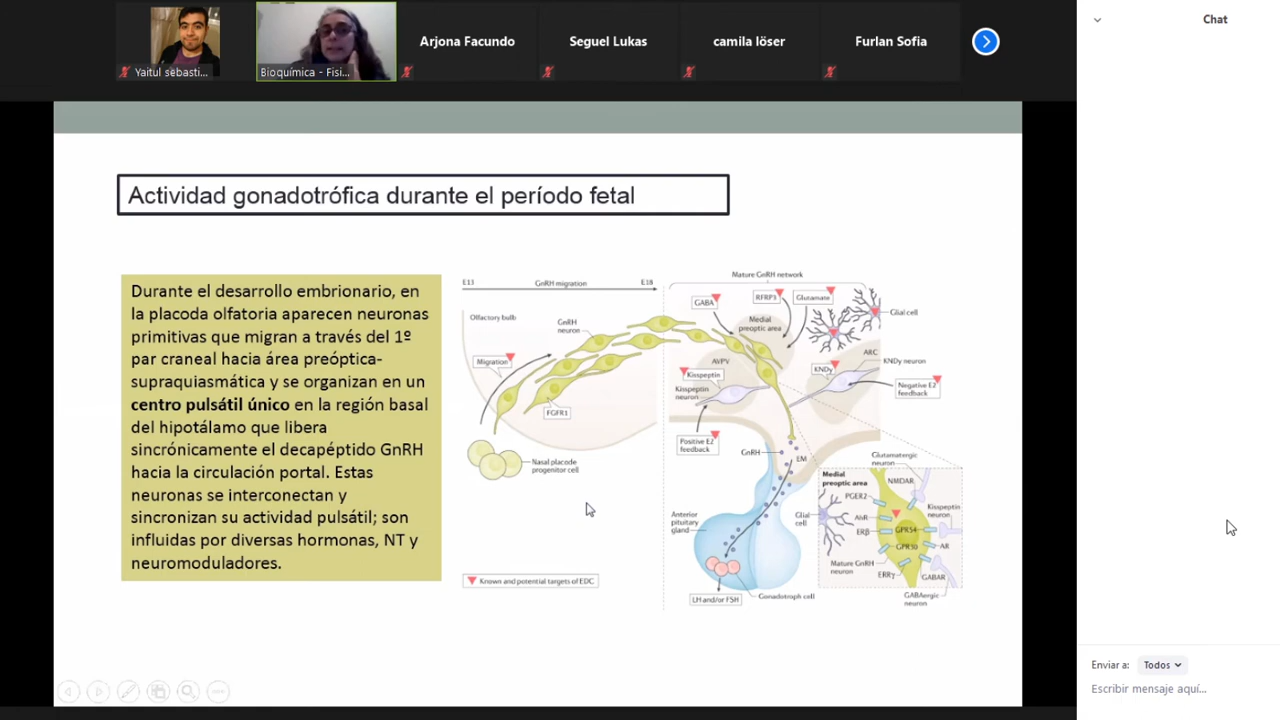 Chat
Arjona Facundo
Seguel Lukas
camila löser
Furlan Sofia
Yaitul sebasti...
Bioquímica - Fisi...
Actividad gonadotrófica durante el período fetal
Durante el desarrollo embrionario, en
la placoda olfatoria aparecen neuronas
primitivas que migran a través del 1º
par craneal hacia área preóptica-
supraquiasmática y se organizan en un
centro pulsátil único en la región basal
del hipotálamo que libera
sincrónicamente el decapéptido GnRH
hacia la circulación portal. Estas
neuronas se interconectan y
sincronizan su actividad pulsátil; son
influidas por diversas hormonas, NT y
neuromoduladores.
E13
GnRH migration
E18
Olfactory bulb
GnRH
neuron
Migration
FGFR1
Nasal placode
progenitor cell
Known and potential targets of EDC
Mature GnRH network
GABA
RFRP3
Glutamate
Medial
preoptic area
Glial cell
AVPV
ARC
Kisspeptin
KNDy
KNDy neuron
Kisspeptin
neuron
Negative E2
feedback
Positive E2
feedback
GnRH
EM
Anterior
pituitary
gland
LH and/or FSH
Gonadotroph cell
Glutamatergic
neuron
Medial
preoptic area
NMDAR
PGER2
Kisspeptin
neuron
Glial
cell
AhR
GPR54
ERβ
AR
GPR30
Mature GnRH
neuron
ERRγ
GABAR
GABAergic
neuron
Enviar a:
Todos
Escribir mensaje aquí...